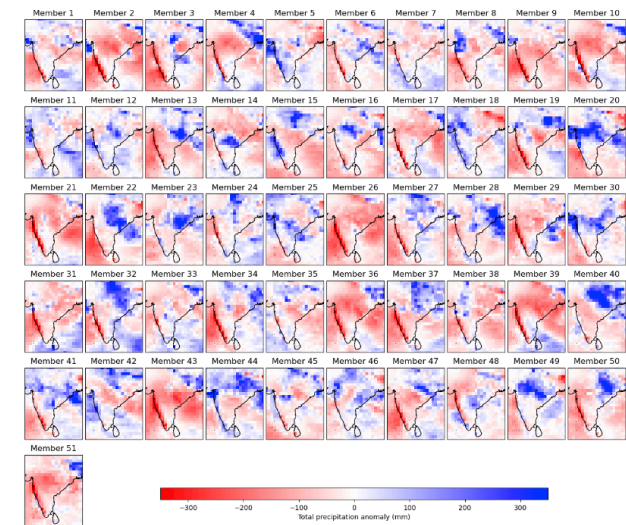 Member 1 Member 2 Member 3 Member 4 Member 5 Member 6 Member 7 Member 8 Member 9 Member 10
Member 11 Member 12 Member 13 Member 14 Member 15 Member 16 Member 17 Member 18 Member 19 Member 20
Member 21 Member 22 Member 23 Member 24 Member 25 Member 26 Member 27 Member 28 Member 29 Member 30
Member 31 Member 32 Member 33 Member 34 Member 35 Member 36 Member 37 Member 38 Member 39 Member 40
Member 41 Member 42 Member 43 Member 44 Member 45 Member 46 Member 47 Member 48 Member 49 Member 50
Member 51
−300 −200 −100 0 100 200 300
Total precipitation anomaly (mm)